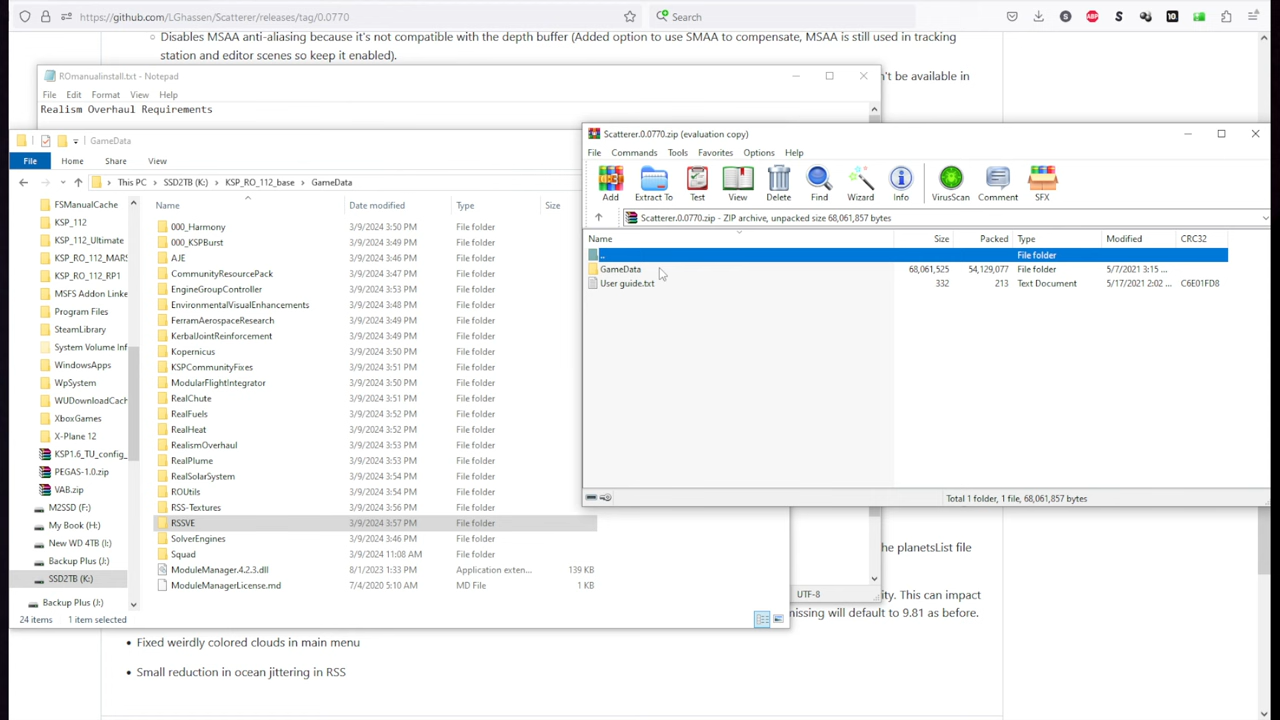 https://github.com/LGhassen/Scatterer/releases/tag/0.0770
Search
Disables MSAA anti-aliasing because it's not compatible with the depth buffer (Added option to use SMAA to compensate, MSAA is still used in tracking
station and editor scenes so keep it enabled).
n't be available in
ROmanualinstall.txt - Notepad
File Edit Format View Help
Realism Overhaul Requirements
GameData
File Home Share View
This PC > SSD2TB (K:) > KSP_RO_112_base > GameData
FSManualCache
KSP_112
KSP_112_Ultimate
KSP_RO_112_MARS
KSP_RO_112_RP1
MSFS Addon Linke
Program Files
SteamLibrary
System Volume Inf
WindowsApps
WpSystem
WUDownloadCach
XboxGames
X-Plane 12
KSP1.6_TU_config_
PEGAS-1.0.zip
VAB.zip
M2SSD (F:)
My Book (H:)
New WD 4TB (I:)
Backup Plus (J:)
SSD2TB (K:)
Backup Plus (J:)
Name Date modified Type Size
000_Harmony 3/9/2024 3:50 PM File folder
000_KSPBurst 3/9/2024 3:49 PM File folder
AJE 3/9/2024 3:49 PM File folder
CommunityResourcePack 3/9/2024 3:47 PM File folder
EngineGroupController 3/9/2024 3:49 PM File folder
EnvironmentalVisualEnhancements 3/9/2024 3:49 PM File folder
FerramAerospaceResearch 3/9/2024 3:49 PM File folder
KerbalJointReinforcement 3/9/2024 3:50 PM File folder
Kopernicus 3/9/2024 3:50 PM File folder
KSPCommunityFixes 3/9/2024 3:51 PM File folder
ModularFlightIntegrator 3/9/2024 3:50 PM File folder
RealChute 3/9/2024 3:52 PM File folder
RealFuels 3/9/2024 3:52 PM File folder
RealHeat 3/9/2024 3:52 PM File folder
RealismOverhaul 3/9/2024 3:53 PM File folder
RealPlume 3/9/2024 3:53 PM File folder
RealSolarSystem 3/9/2024 3:54 PM File folder
ROUtils 3/9/2024 3:54 PM File folder
RSS-Textures 3/9/2024 3:56 PM File folder
RSSVE 3/9/2024 3:57 PM File folder
SolverEngines 3/9/2024 3:46 PM File folder
Squad 3/9/2024 11:08 AM File folder
ModuleManager.4.2.3.dll 8/1/2023 1:33 PM Application exten... 139 KB
ModuleManagerLicense.md 7/4/2020 5:10 AM MD File 1 KB
24 items 1 item selected
Scatterer.0.0770.zip (evaluation copy)
File Commands Tools Favorites Options Help
Add Extract To Test View Delete Find Wizard Info VirusScan Comment SFX
Scatterer.0.0770.zip - ZIP archive, unpacked size 68,061,857 bytes
Name Size Packed Type Modified CRC32
.. File folder
GameData 68,061,525 54,129,077 File folder 5/7/2021 3:15 ...
User guide.txt 332 213 Text Document 5/17/2021 2:02 ... C6E01FD8
Total 1 folder, 1 file, 68,061,857 bytes
he planetsList file
UTF-8
ity. This can impact
missing will default to 9.81 as before.
Fixed weirdly colored clouds in main menu
Small reduction in ocean jittering in RSS